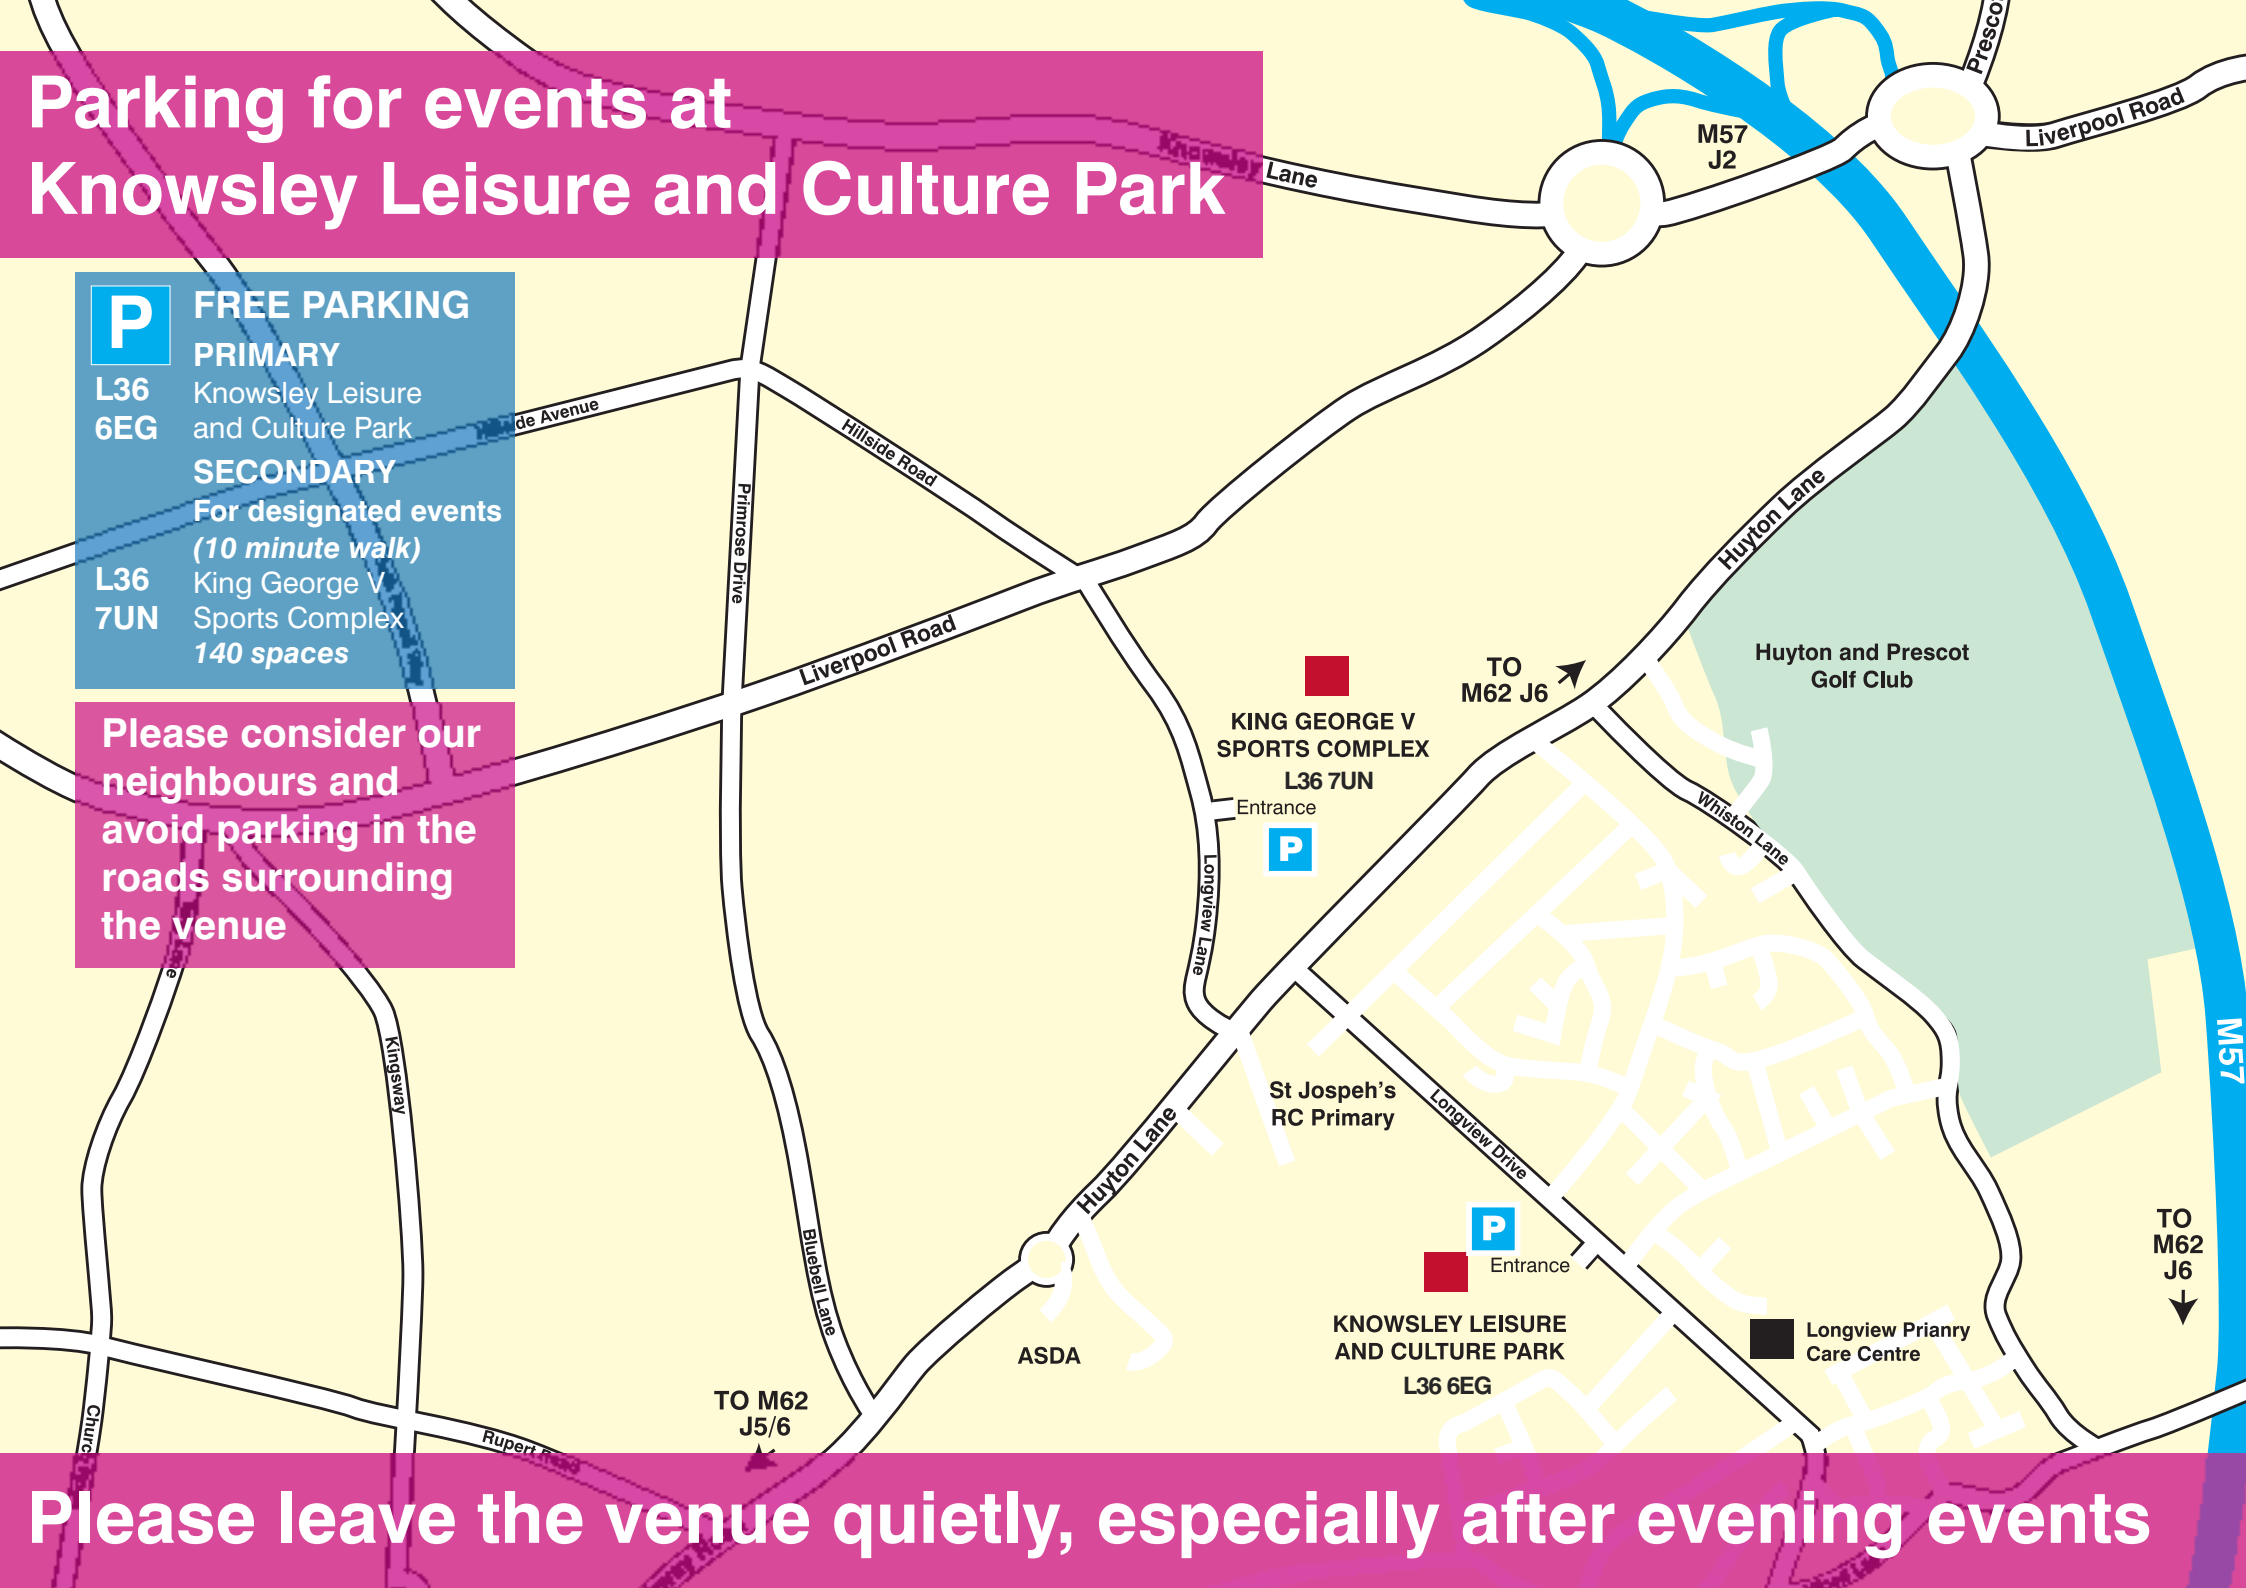 Parking for events at
Knowsley Leisure and Culture Park
P
FREE PARKING
PRIMARY
L36
6EG
Knowsley Leisure
and Culture Park
SECONDARY
For designated events
(10 minute walk)
L36
7UN
King George V
Sports Complex
140 spaces
Please consider our
neighbours and
avoid parking in the
roads surrounding
the venue
Knowsley Lane
M57
J2
Liverpool Road
Avenue
Hillside Road
Primrose Drive
Liverpool Road
Huyton Lane
TO
M62 J6
Huyton and Prescot
Golf Club
KING GEORGE V
SPORTS COMPLEX
L36 7UN
Entrance
P
Whiston Lane
Longview Lane
M57
Kingsway
St Jospeh's
RC Primary
Longview Drive
Huyton Lane
P
Entrance
KNOWSLEY LEISURE
AND CULTURE PARK
L36 6EG
Bluebell Lane
ASDA
Longview Prianry
Care Centre
TO
M62
J6
TO M62
J5/6
Rupert Road
Please leave the venue quietly, especially after evening events